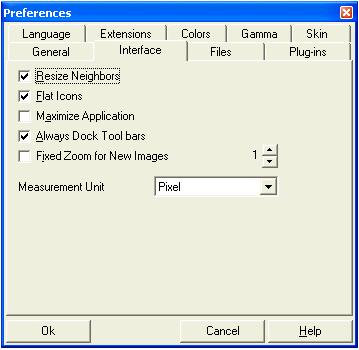 Preferences
Language Extensions Colors Gamma Skin
General Interface Files Plug-ins
Resize Neighbors
Flat Icons
Maximize Application
Always Dock Tool bars
Fixed Zoom for New Images 1
Measurement Unit Pixel
Ok Cancel Help